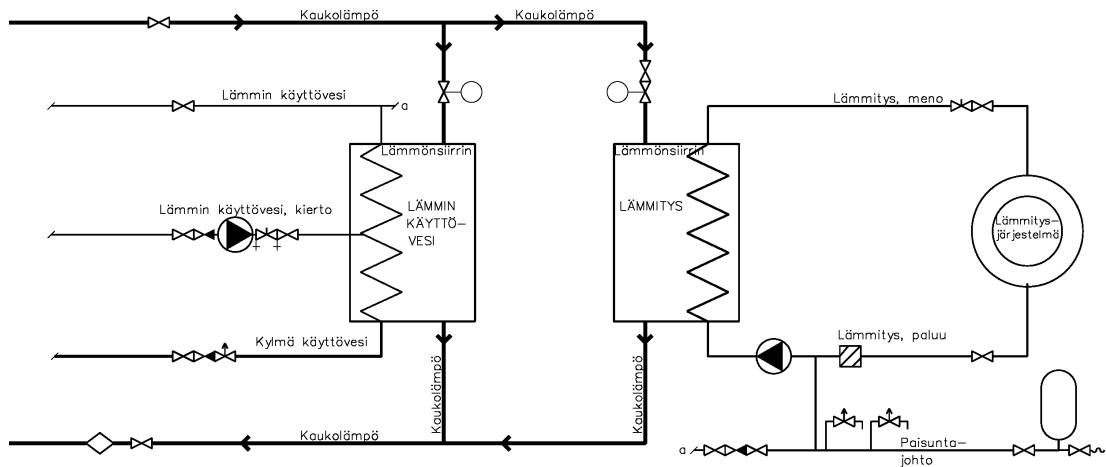 Kaukolämpö
Kaukolämpö
Lämmin käyttövesi
a
Lämmitys, meno
Lämmönsiirrin
Lämmönsiirrin
LÄMMIN
KÄYTTÖ-
VESI
LÄMMITYS
Lämmin käyttövesi, kierto
Lämmitys-
järjestelmä
Kylmä käyttövesi
Lämmitys, paluu
Kaukolämpö
Kaukolämpö
Kaukolämpö
a
Paisunta-
johto